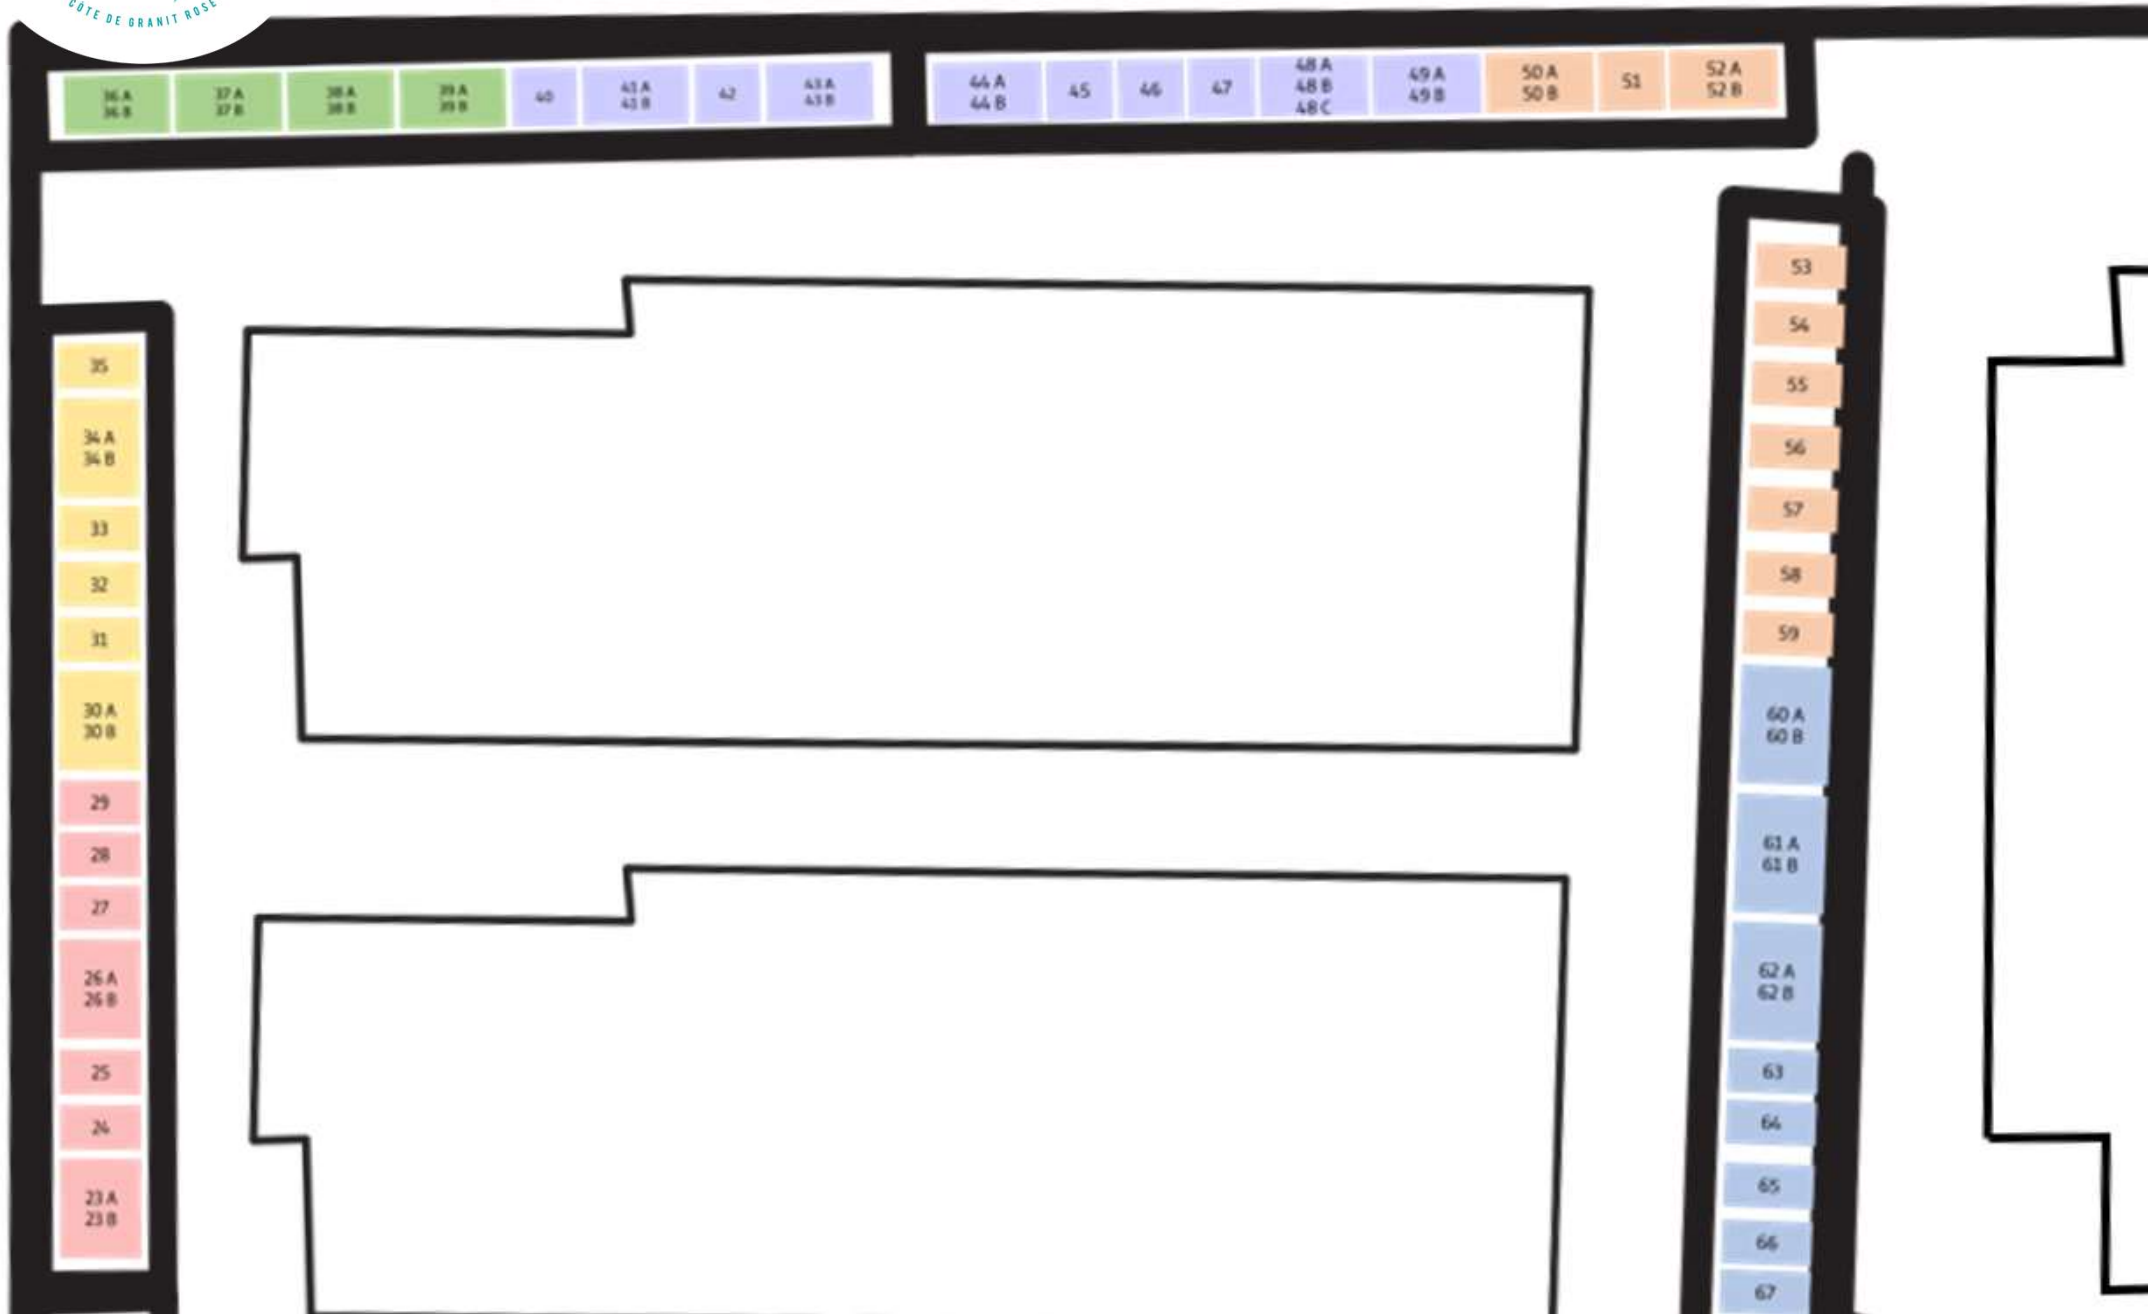 CÔTE DE GRANIT ROSE
36 A
36 B
37 A
37 B
38 A
38 B
39 A
39 B
40
41 A
41 B
42
43 A
43 B
44 A
44 B
45
46
47
48 A
48 B
48 C
49 A
49 B
50 A
50 B
51
52 A
52 B
35
34 A
34 B
33
32
31
30 A
30 B
29
28
27
26 A
26 B
25
24
23 A
23 B
53
54
55
56
57
58
59
60 A
60 B
61 A
61 B
62 A
62 B
63
64
65
66
67